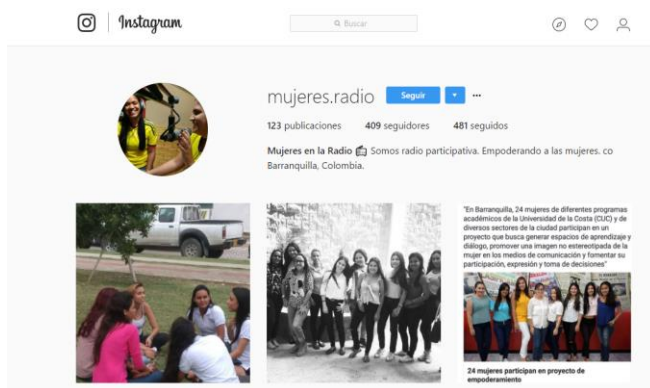 Instagram
Buscar
mujeres.radio Seguir
123 publicaciones 409 seguidores 481 seguidos
Mujeres en la Radio 📻 Somos radio participativa. Empoderando a las mujeres. co
Barranquilla, Colombia.
"En Barranquilla, 24 mujeres de diferentes programas
académicos de la Universidad de la Costa (CUC) y de
diversos sectores de la ciudad participan en un
proyecto que busca generar espacios de aprendizaje y
diálogo, promover una imagen no estereotipada de la
mujer en los medios de comunicación y fomentar su
participación, expresión y toma de decisiones"
24 mujeres participan en proyecto de
empoderamiento